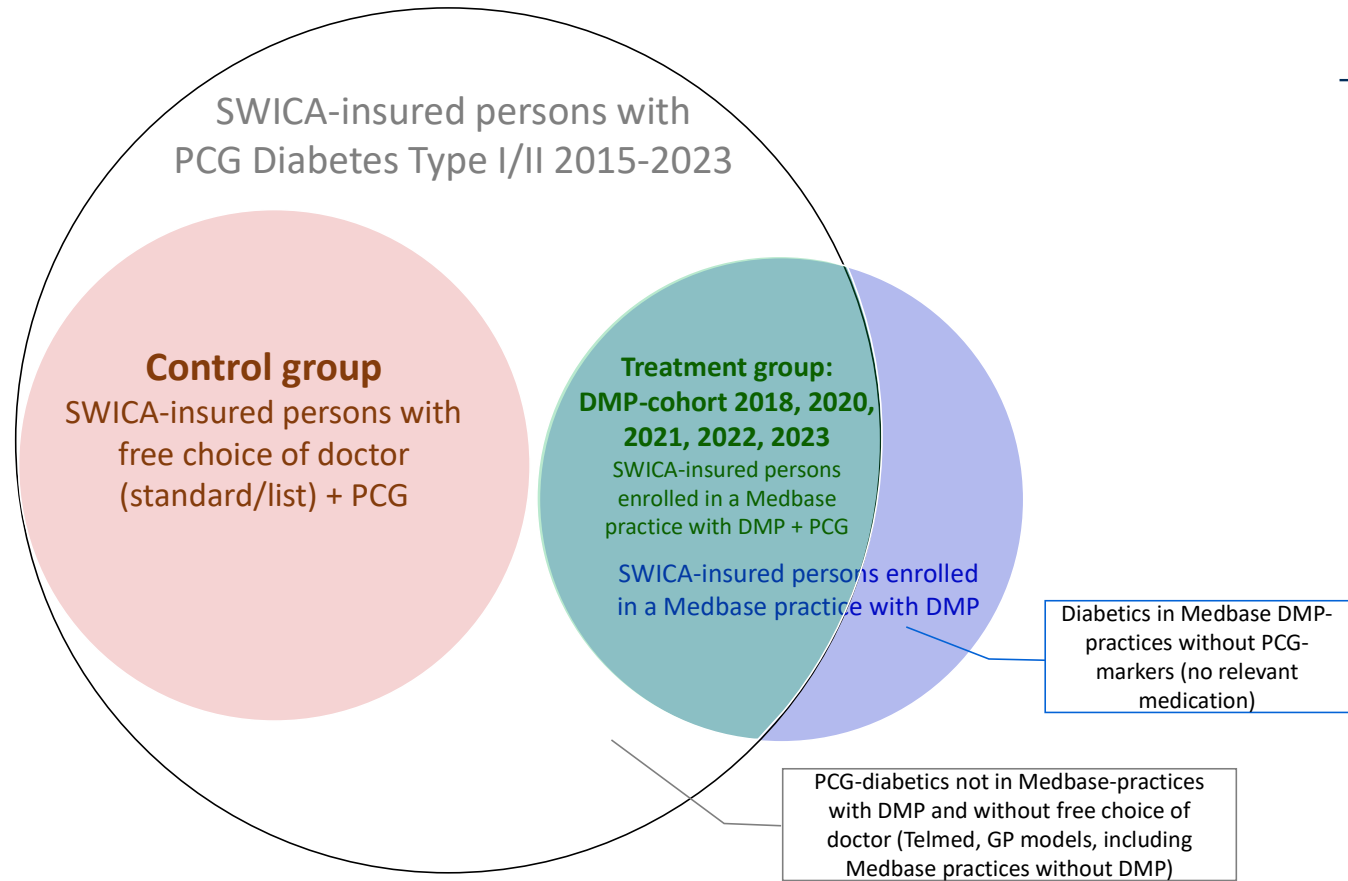 SWICA-insured persons with
PCG Diabetes Type I/II 2015-2023
Control group
SWICA-insured persons with
free choice of doctor
(standard/list) + PCG
Treatment group:
DMP-cohort 2018, 2020,
2021, 2022, 2023
SWICA-insured persons
enrolled in a Medbase
practice with DMP + PCG
SWICA-insured persons enrolled
in a Medbase practice with DMP
Diabetics in Medbase DMP-
practices without PCG-
markers (no relevant
medication)
PCG-diabetics not in Medbase-practices
with DMP and without free choice of
doctor (Telmed, GP models, including
Medbase practices without DMP)